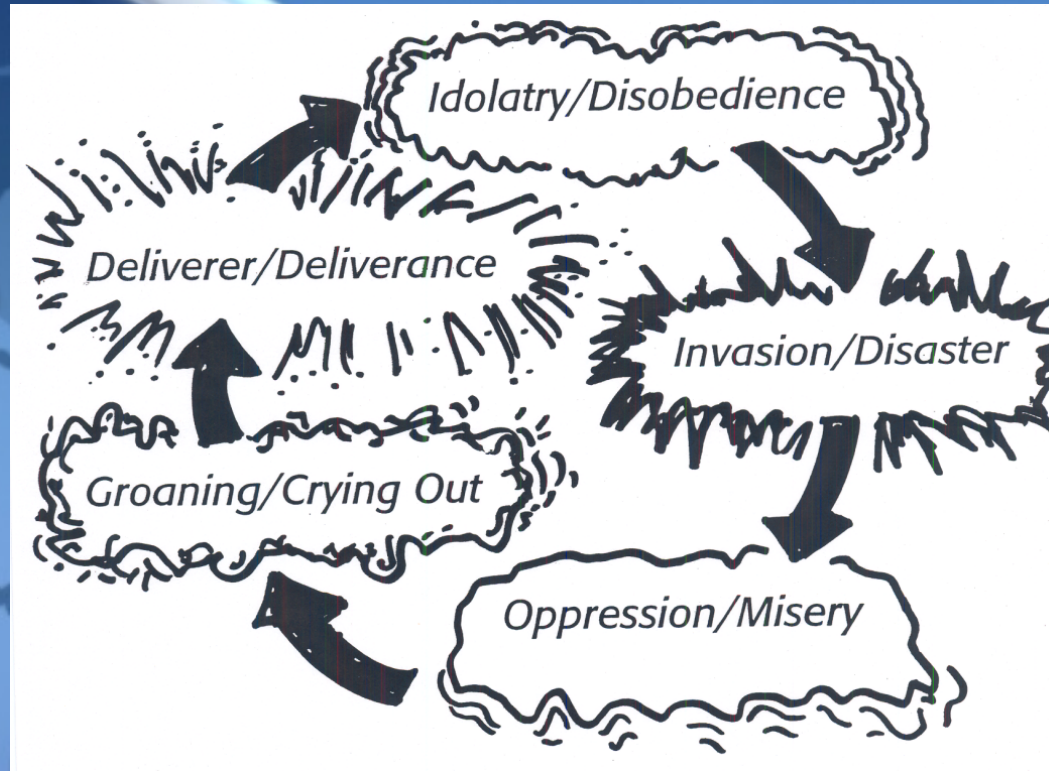 Idolatry/Disobedience
Invasion/Disaster
Oppression/Misery
Groaning/Crying Out
Deliverer/Deliverance